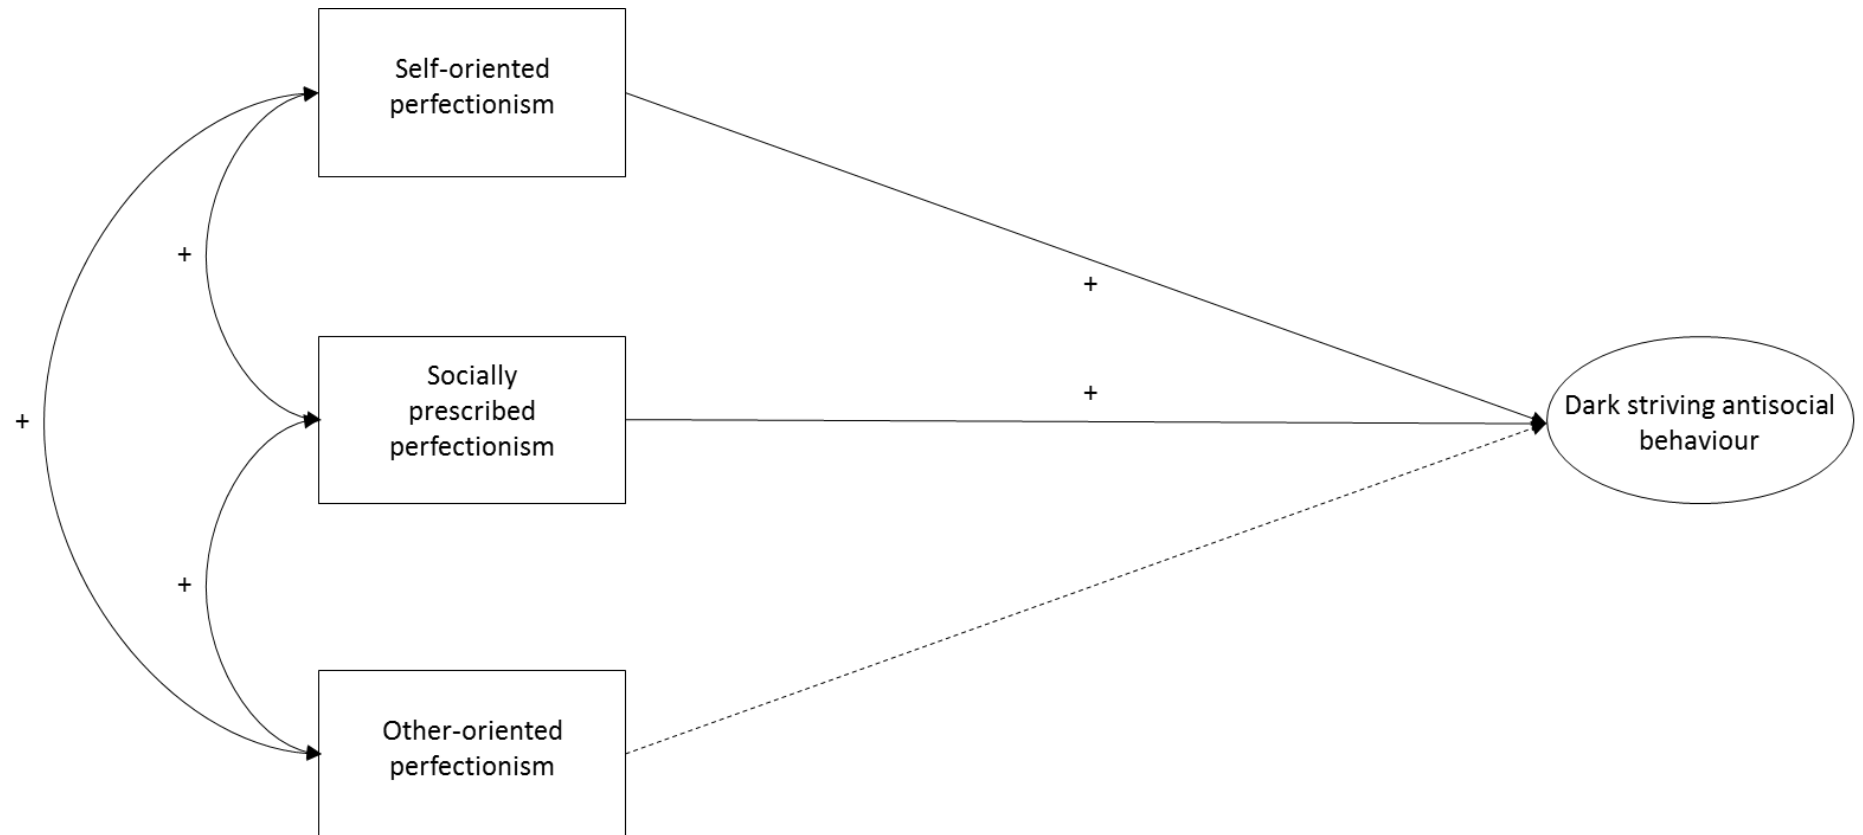 Self-oriented
perfectionism
+
+
+
Socially
prescribed
perfectionism
+
Dark striving antisocial
behaviour
+
Other-oriented
perfectionism